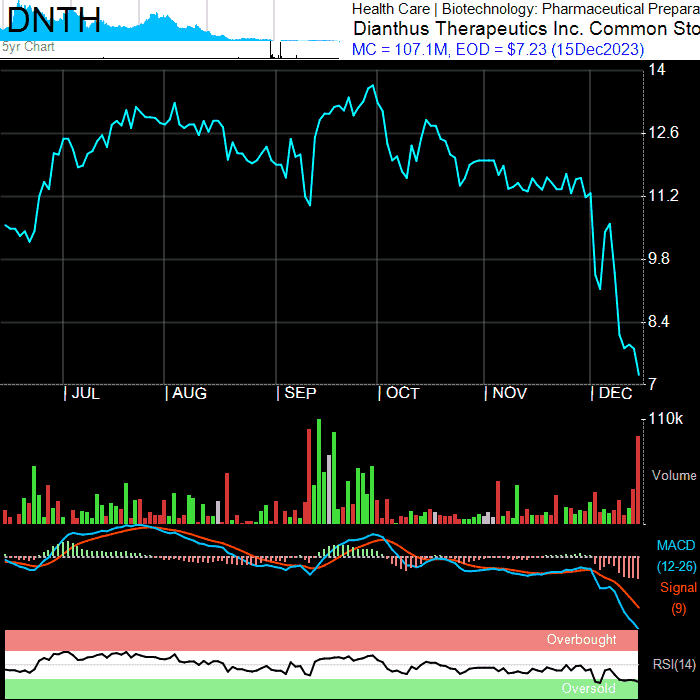 DNTH
5yr Chart
Health Care | Biotechnology: Pharmaceutical Prepara
Dianthus Therapeutics Inc. Common Sto
MC = 107.1M, EOD = $7.23 (15Dec2023)
14
12.6
11.2
9.8
8.4
7
| JUL | AUG | SEP | OCT | NOV | DEC
110k
Volume
MACD
(12-26)
Signal
(9)
Overbought
RSI(14)
Oversold